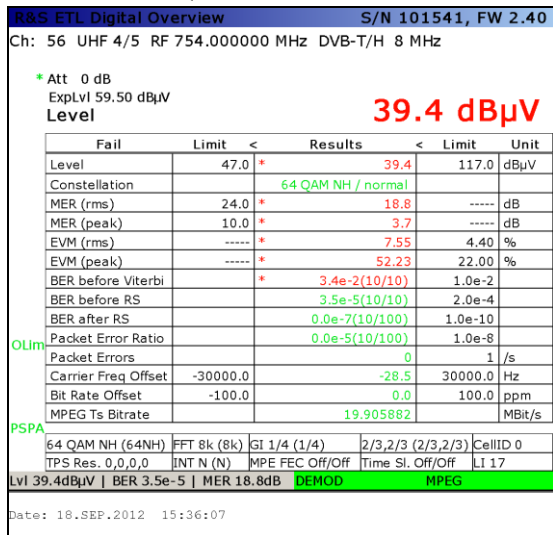 R&S ETL Digital Overview S/N 101541, FW 2.40
Ch: 56 UHF 4/5 RF 754.000000 MHz DVB-T/H 8 MHz
* Att 0 dB
ExpLvl 59.50 dBµV
Level 39.4 dBµV
Fail Limit < Results < Limit Unit
Level 47.0 * 39.4 117.0 dBµV
Constellation 64 QAM NH / normal
MER (rms) 24.0 * 18.8 ----- dB
MER (peak) 10.0 * 3.7 ----- dB
EVM (rms) ----- * 7.55 4.40 %
EVM (peak) ----- * 52.23 22.00 %
BER before Viterbi * 3.4e-2(10/10) 1.0e-2
BER before RS 3.5e-5(10/10) 2.0e-4
BER after RS 0.0e-7(10/100) 1.0e-10
OLim
Packet Error Ratio 0.0e-5(10/100) 1.0e-8
Packet Errors 0 1 /s
Carrier Freq Offset -30000.0 -28.5 30000.0 Hz
Bit Rate Offset -100.0 0.0 100.0 ppm
MPEG Ts Bitrate 19.905882 MBit/s
PSPA
64 QAM NH (64NH) FFT 8k (8k) GI 1/4 (1/4) 2/3,2/3 (2/3,2/3) CellID 0
TPS Res. 0,0,0,0 INT N (N) MPE FEC Off/Off Time Sl. Off/Off LI 17
Lvl 39.4dBµV | BER 3.5e-5 | MER 18.8dB DEMOD MPEG
Date: 18.SEP.2012 15:36:07